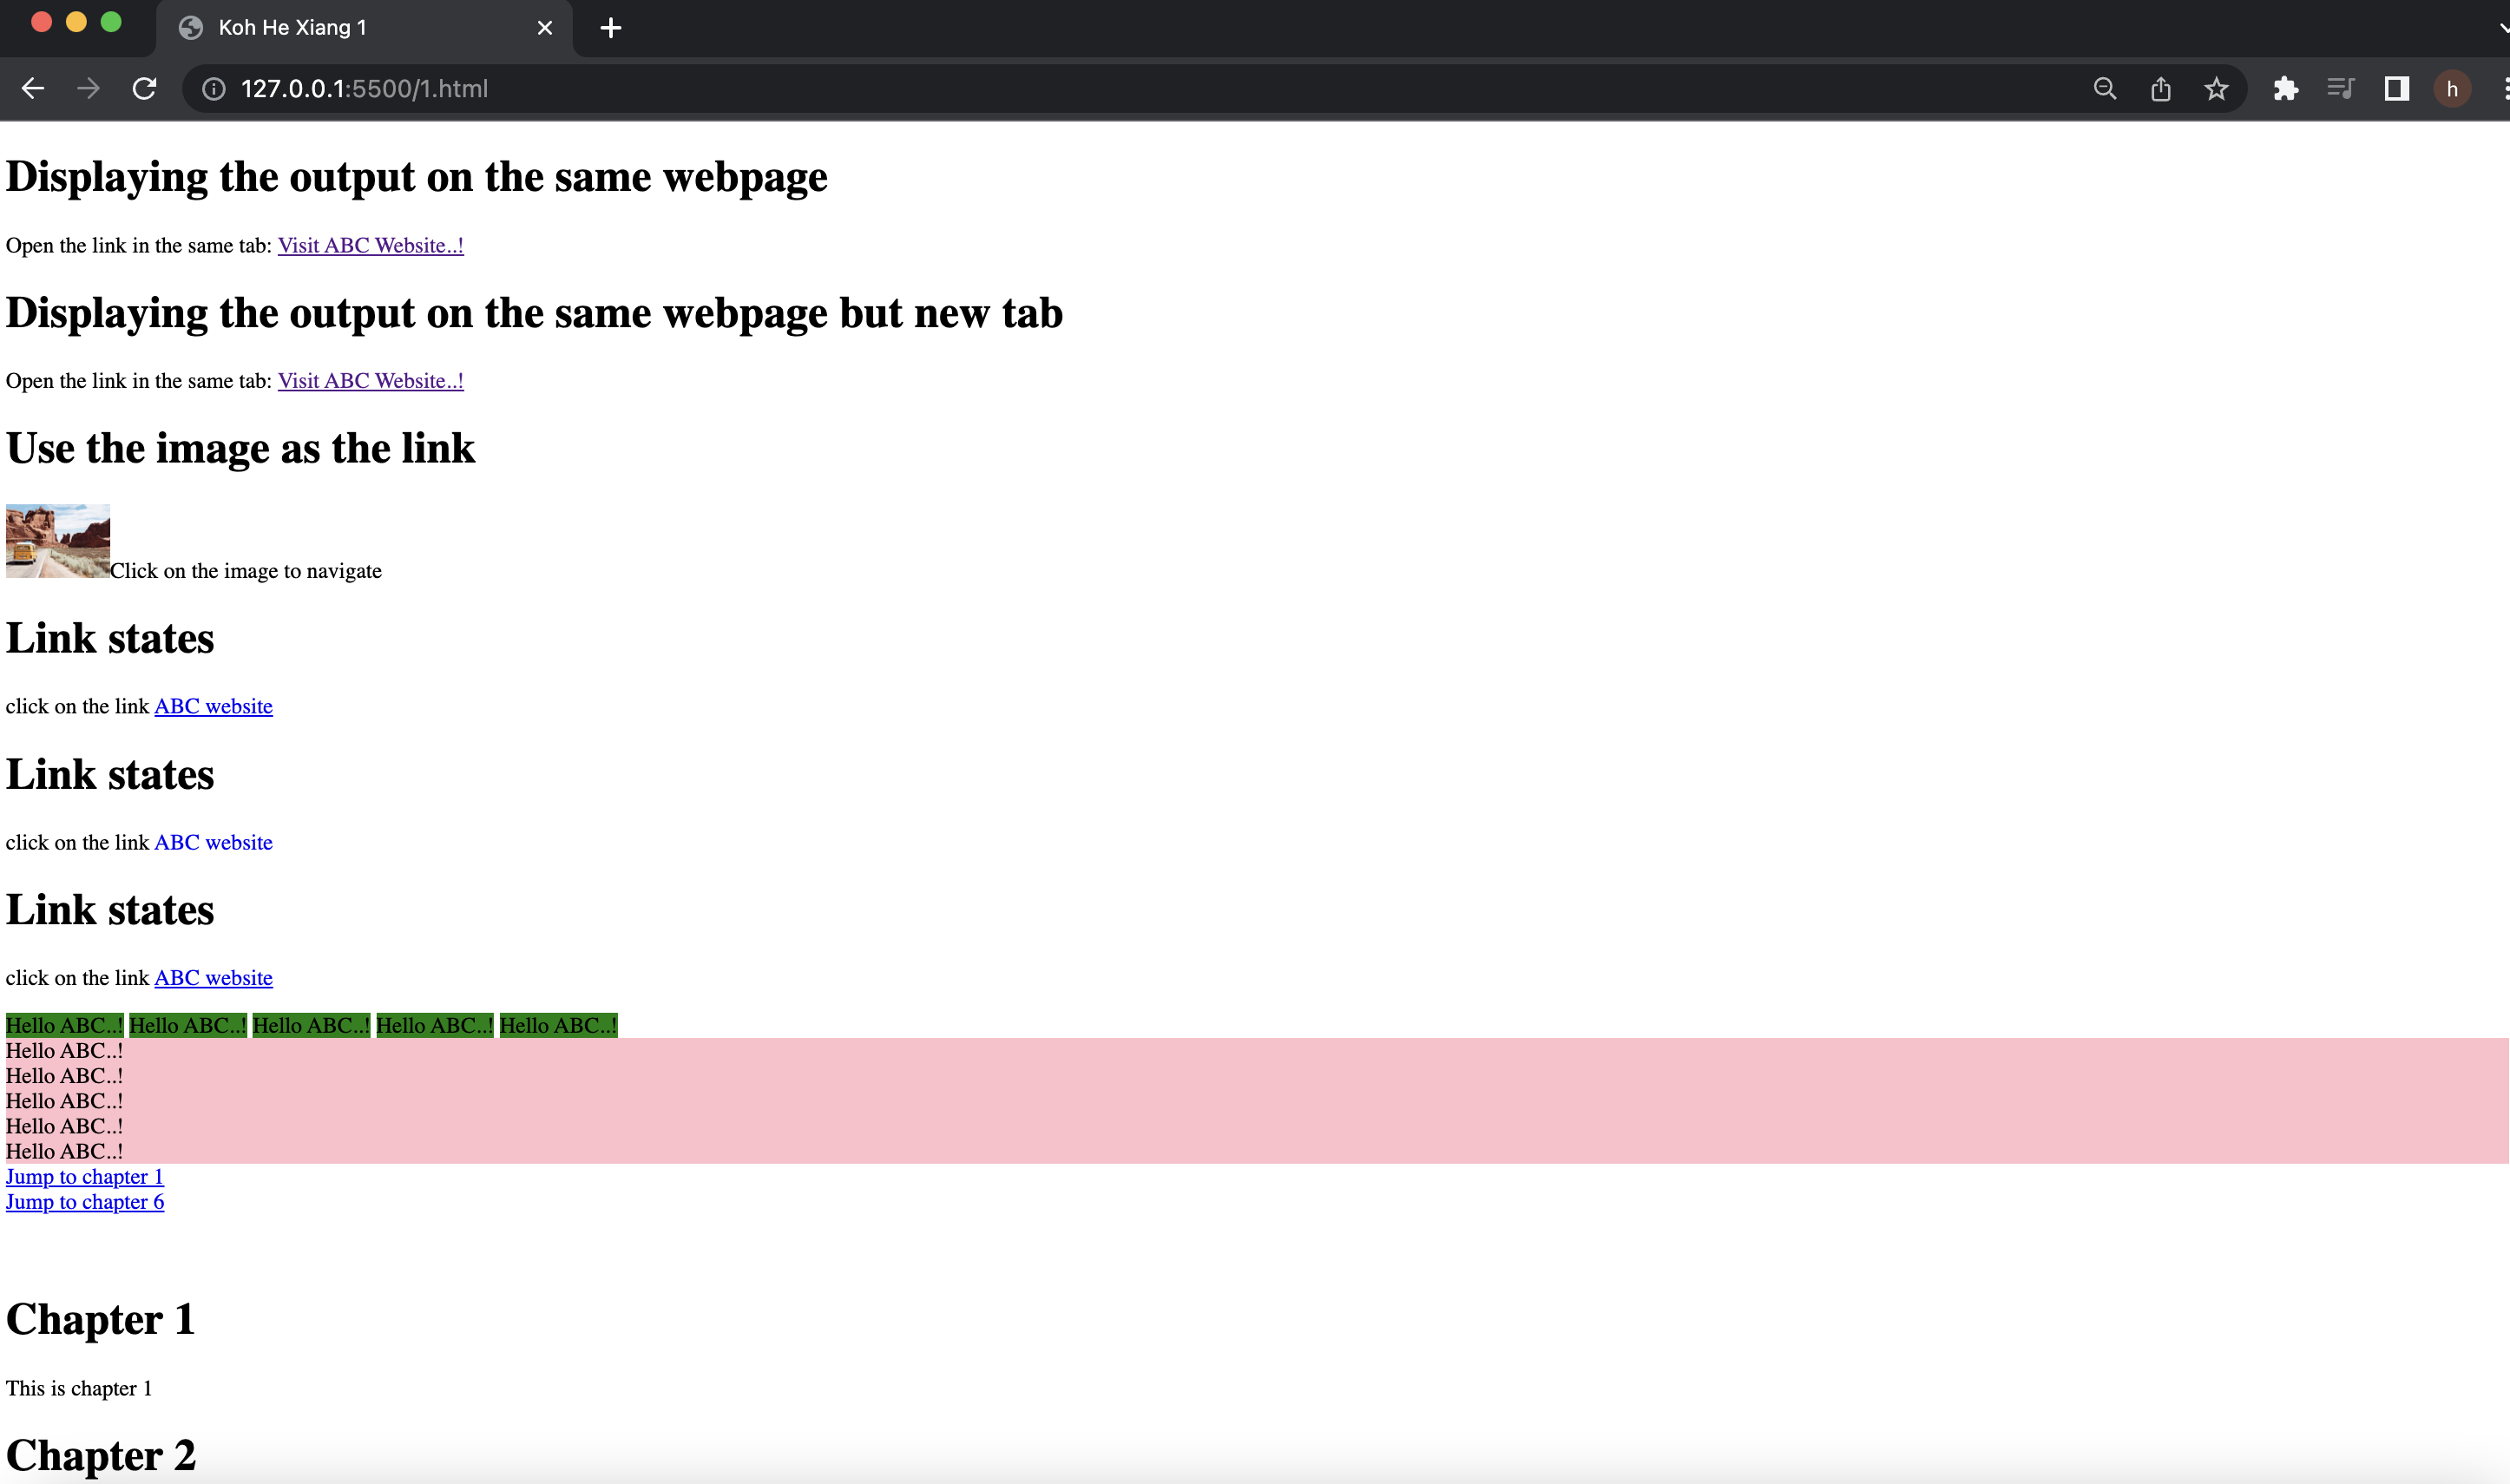 Koh He Xiang 1
127.0.0.1:5500/1.html
h
Displaying the output on the same webpage
Open the link in the same tab: Visit ABC Website..!
Displaying the output on the same webpage but new tab
Open the link in the same tab: Visit ABC Website..!
Use the image as the link
Click on the image to navigate
Link states
click on the link ABC website
Link states
click on the link ABC website
Link states
click on the link ABC website
Hello ABC..! Hello ABC..! Hello ABC..! Hello ABC..! Hello ABC..!
Hello ABC..!
Hello ABC..!
Hello ABC..!
Hello ABC..!
Hello ABC..!
Jump to chapter 1
Jump to chapter 6
Chapter 1
This is chapter 1
Chapter 2